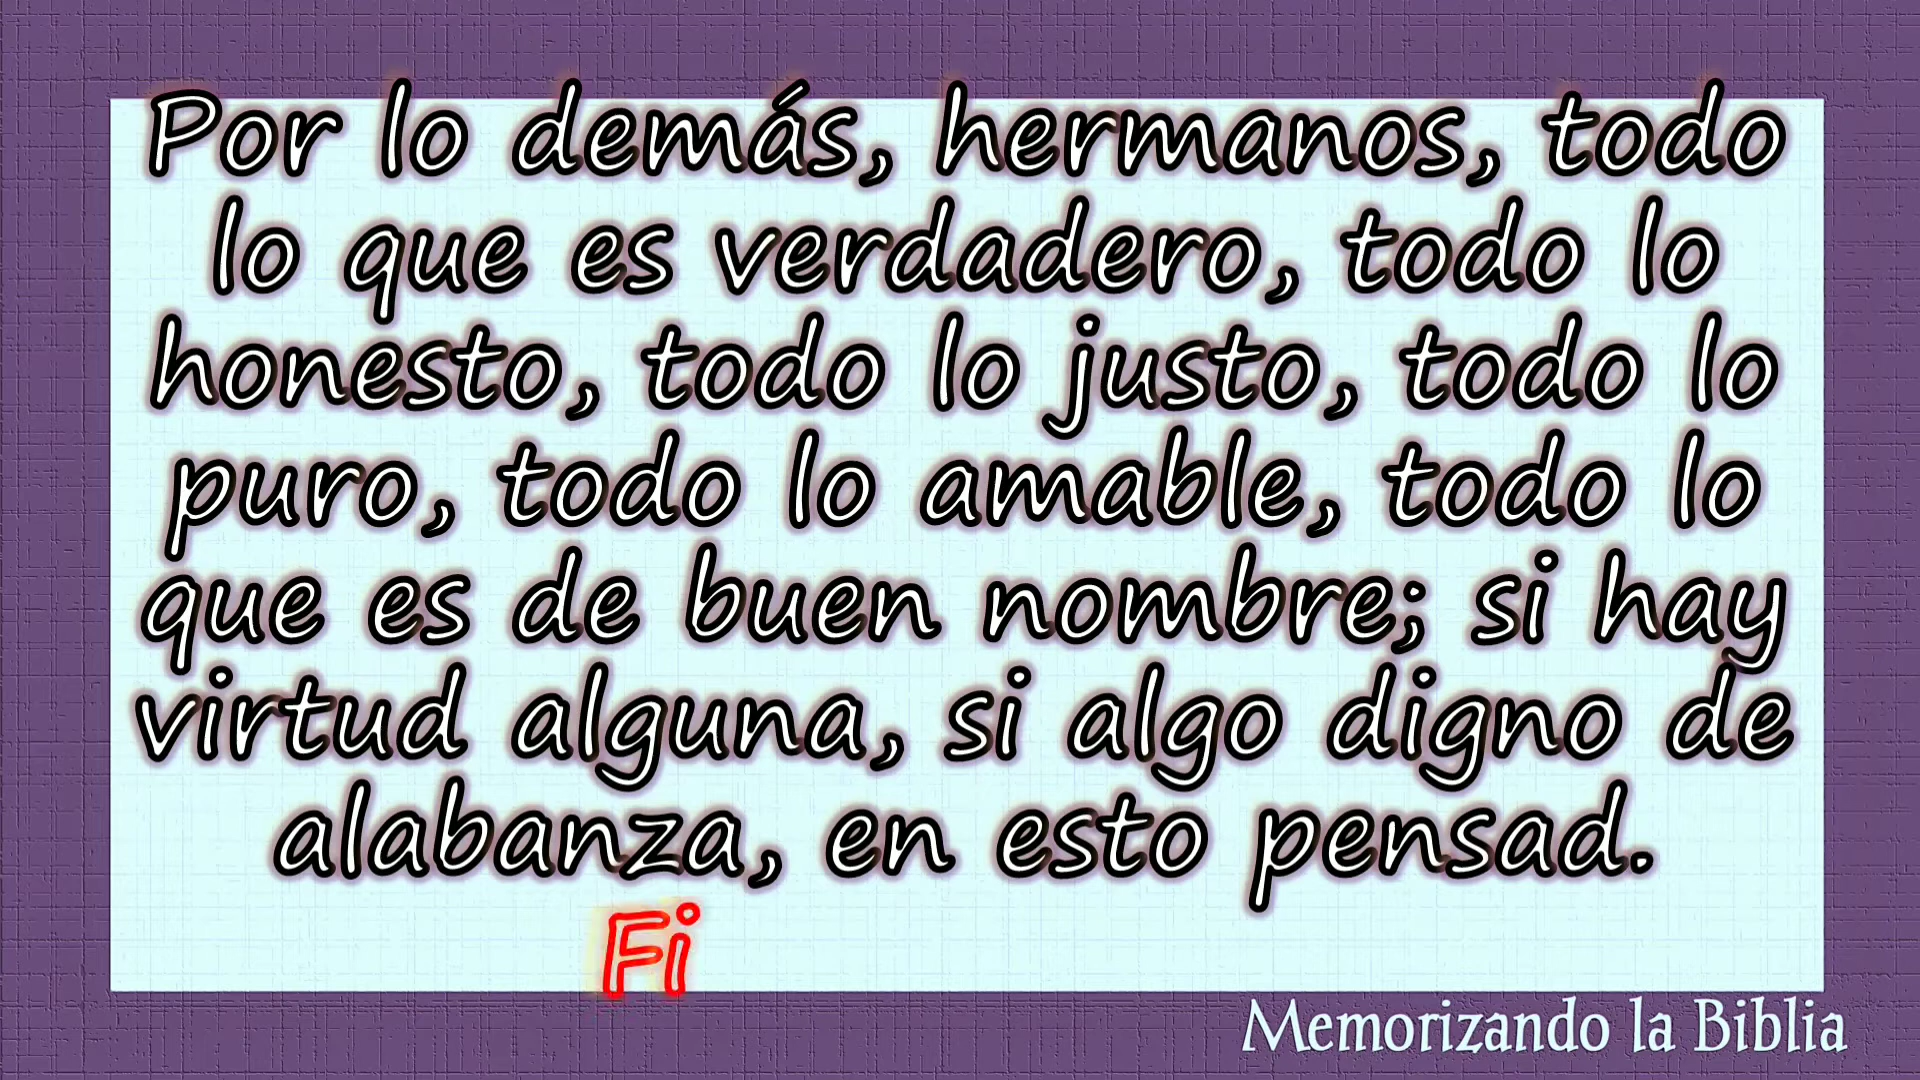 Por lo demás, hermanos, todo
lo que es verdadero, todo lo
honesto, todo lo justo, todo lo
puro, todo lo amable, todo lo
que es de buen nombre; si hay
virtud alguna, si algo digno de
alabanza, en esto pensad.
Fi
Memorizando la Biblia